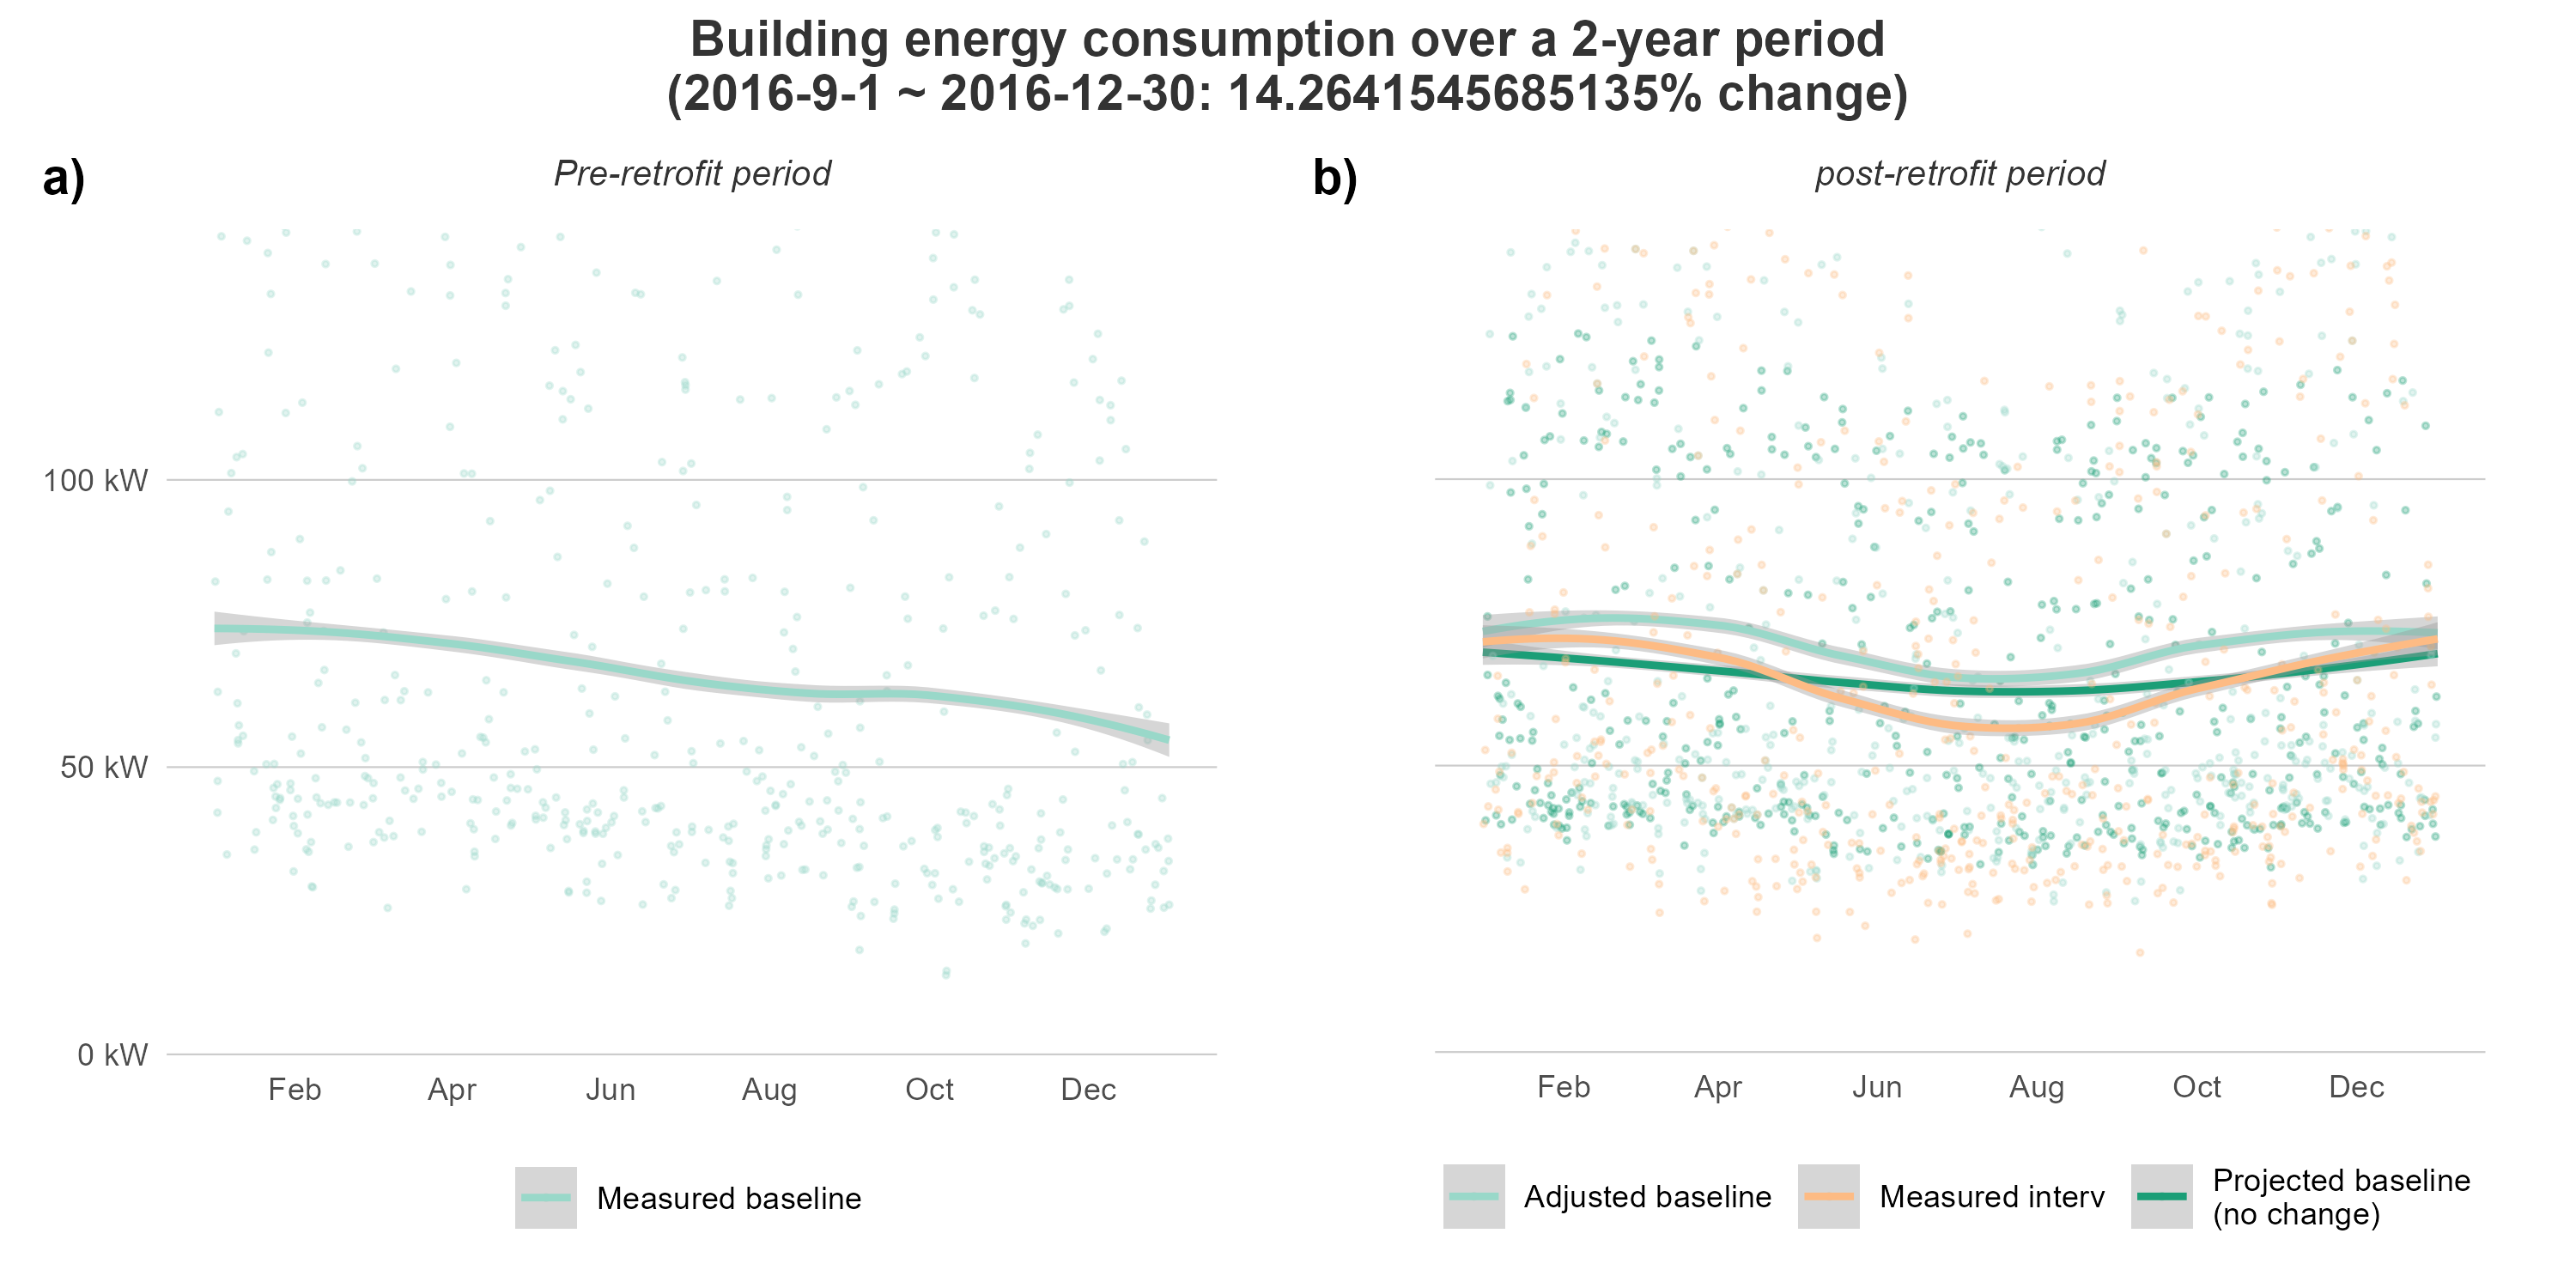 Building energy consumption over a 2-year period
(2016-9-1 ~ 2016-12-30: 14.2641545685135% change)
a)
Pre-retrofit period
100 kW
50 kW
0 kW
Feb Apr Jun Aug Oct Dec
Measured baseline
b)
post-retrofit period
Feb Apr Jun Aug Oct Dec
Adjusted baseline
Measured interv
Projected baseline
(no change)